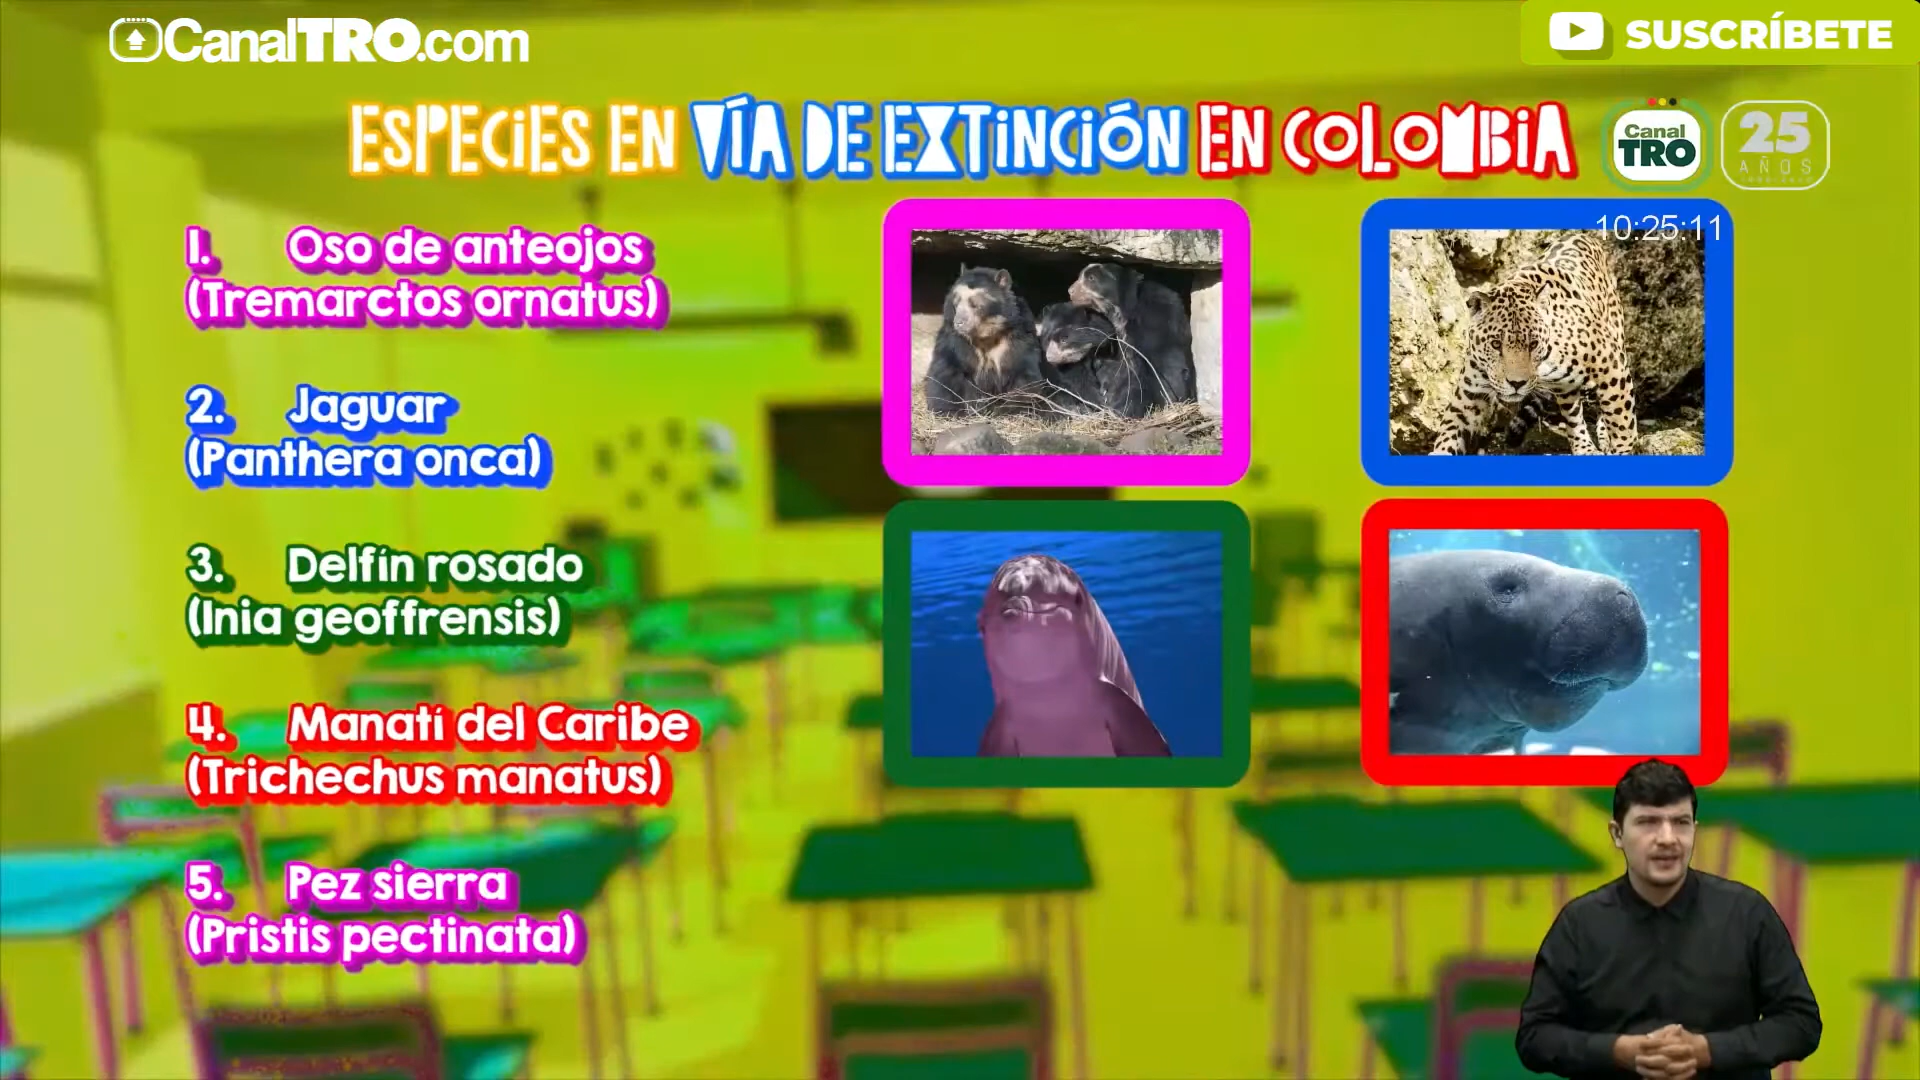 CanalTRO.com
SUSCRÍBETE
ESPECiES EN VÍA DE EXTiNCiÓN EN COLOMBiA
Canal
TRO
25
AÑOS
10:25:11
1. Oso de anteojos
(Tremarctos ornatus)
2. Jaguar
(Panthera onca)
3. Delfín rosado
(Inia geoffrensis)
4. Manatí del Caribe
(Trichechus manatus)
5. Pez sierra
(Pristis pectinata)